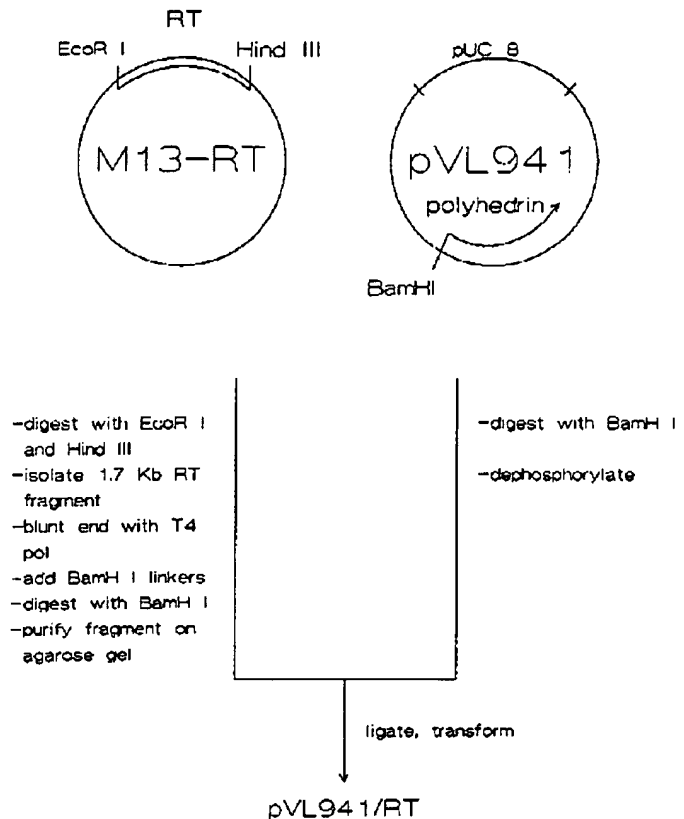 RT
EcoR I
Hind III
M13-RT
pUC 8
pVL941
polyhedrin
BamHI
-digest with EcoR I
and Hind III
-isolate 1.7 Kb RT
fragment
-blunt end with T4
pol
-add BamH I linkers
-digest with BamH I
-purify fragment on
agarose gel
-digest with BamH I
-dephosphorylate
ligate, transform
pVL941/RT